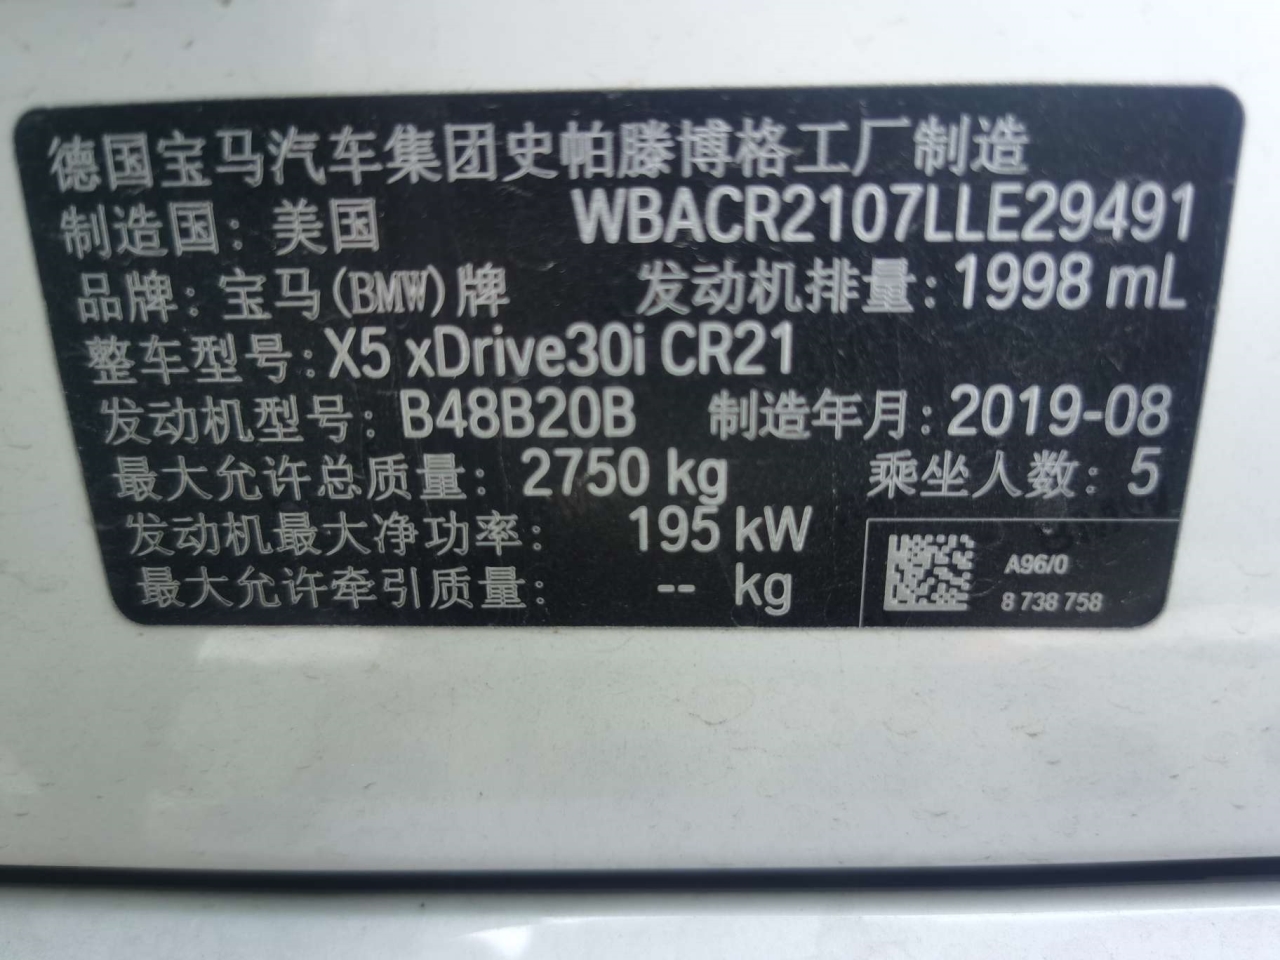 德国宝马汽车集团史帕滕博格工厂制造
制造国：美国 WBACR2107LLE29491
品牌：宝马(BMW)牌 发动机排量：1998 mL
整车型号：X5 xDrive30i CR21
发动机型号：B48B20B 制造年月：2019-08
最大允许总质量：2750 kg 乘坐人数：5
发动机最大净功率：195 kW
最大允许牵引质量：-- kg
A96/0
8 738 758